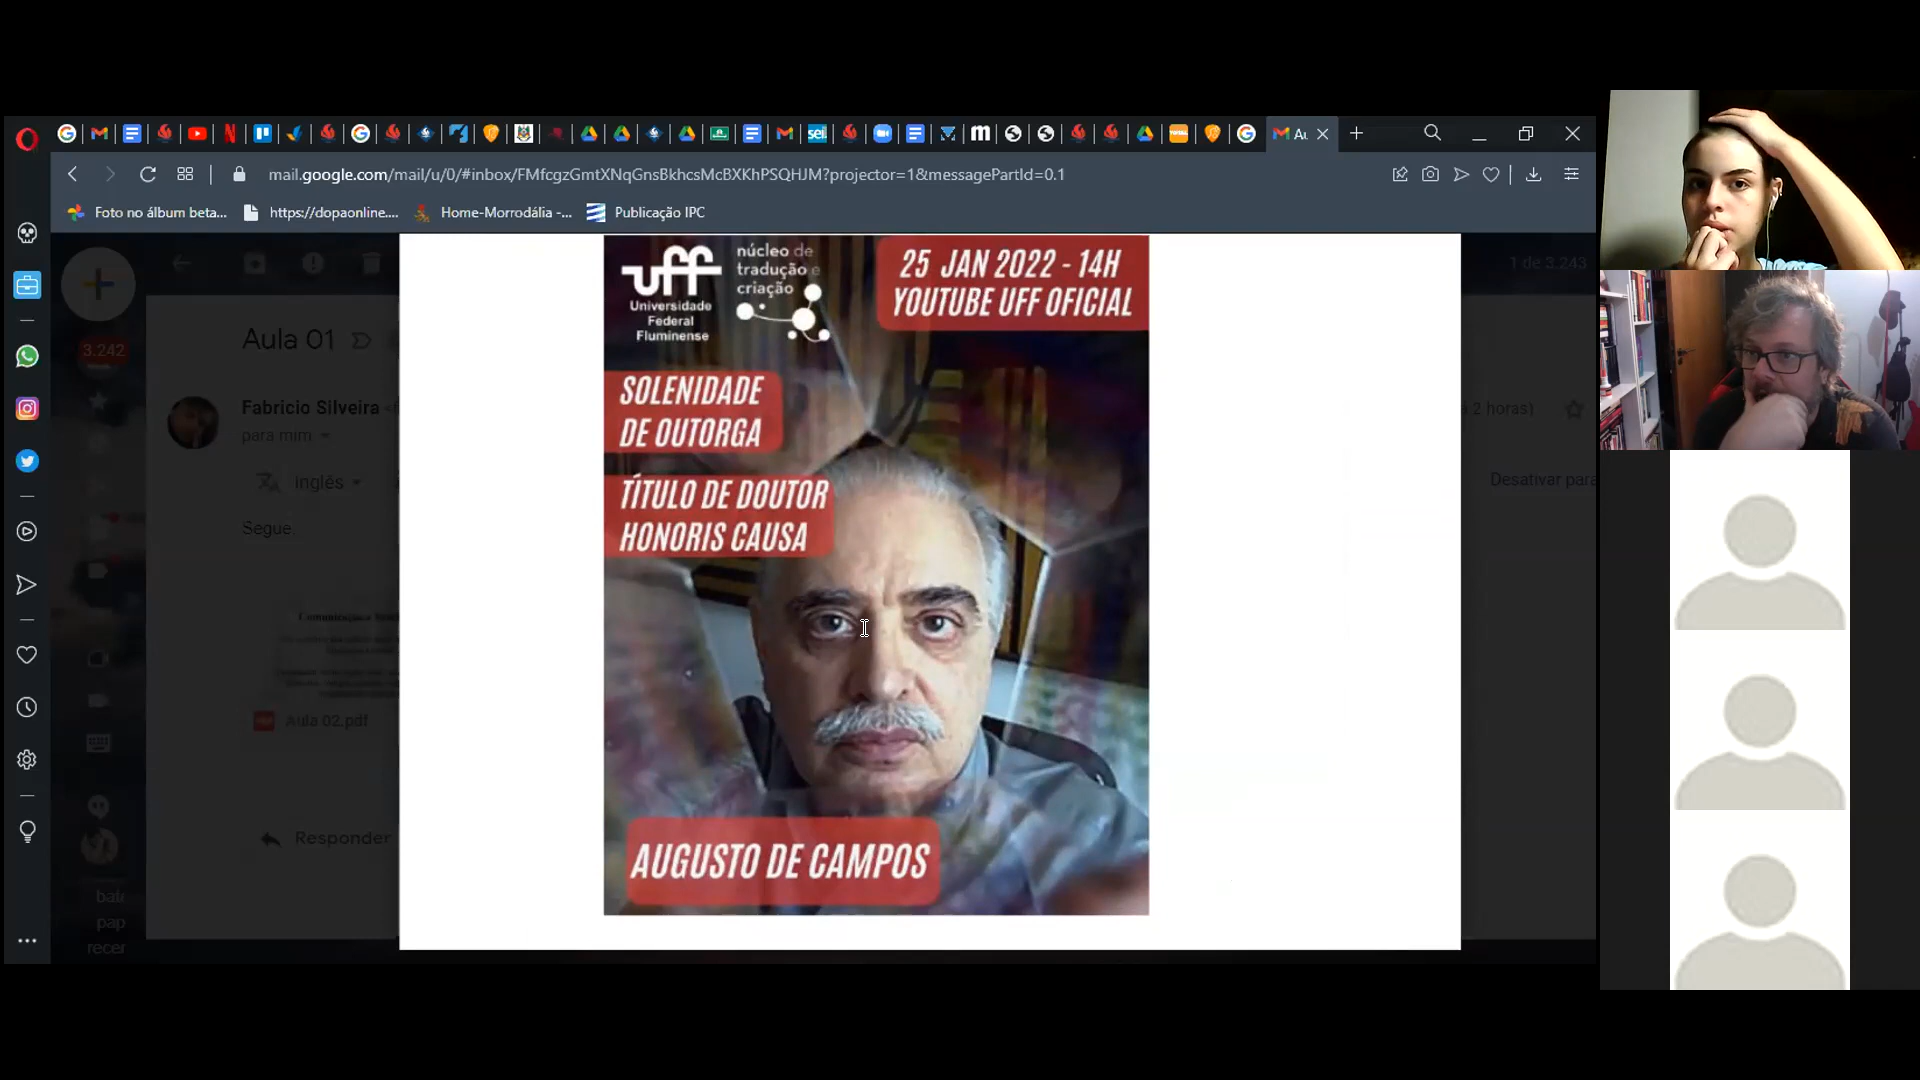 Au
mail.google.com/mail/u/0/#inbox/FMfcgzGmtXNqGnsBkhcsMcBXKhPSQHJM?projector=1&messagePartId=0.1
Foto no álbum beta...
https://dopaonline....
Home-Morrodália -...
Publicação IPC
1 de 3.243
Aula 01
3.242
Fabricio Silveira
para mim
há 2 horas)
inglês
Desativar para
Segue.
Aula 02.pdf
Responder
uff
Universidade
Federal
Fluminense
núcleo de
tradução e
criação
25 JAN 2022 - 14H
YOUTUBE UFF OFICIAL
SOLENIDADE
DE OUTORGA
TÍTULO DE DOUTOR
HONORIS CAUSA
AUGUSTO DE CAMPOS
sei